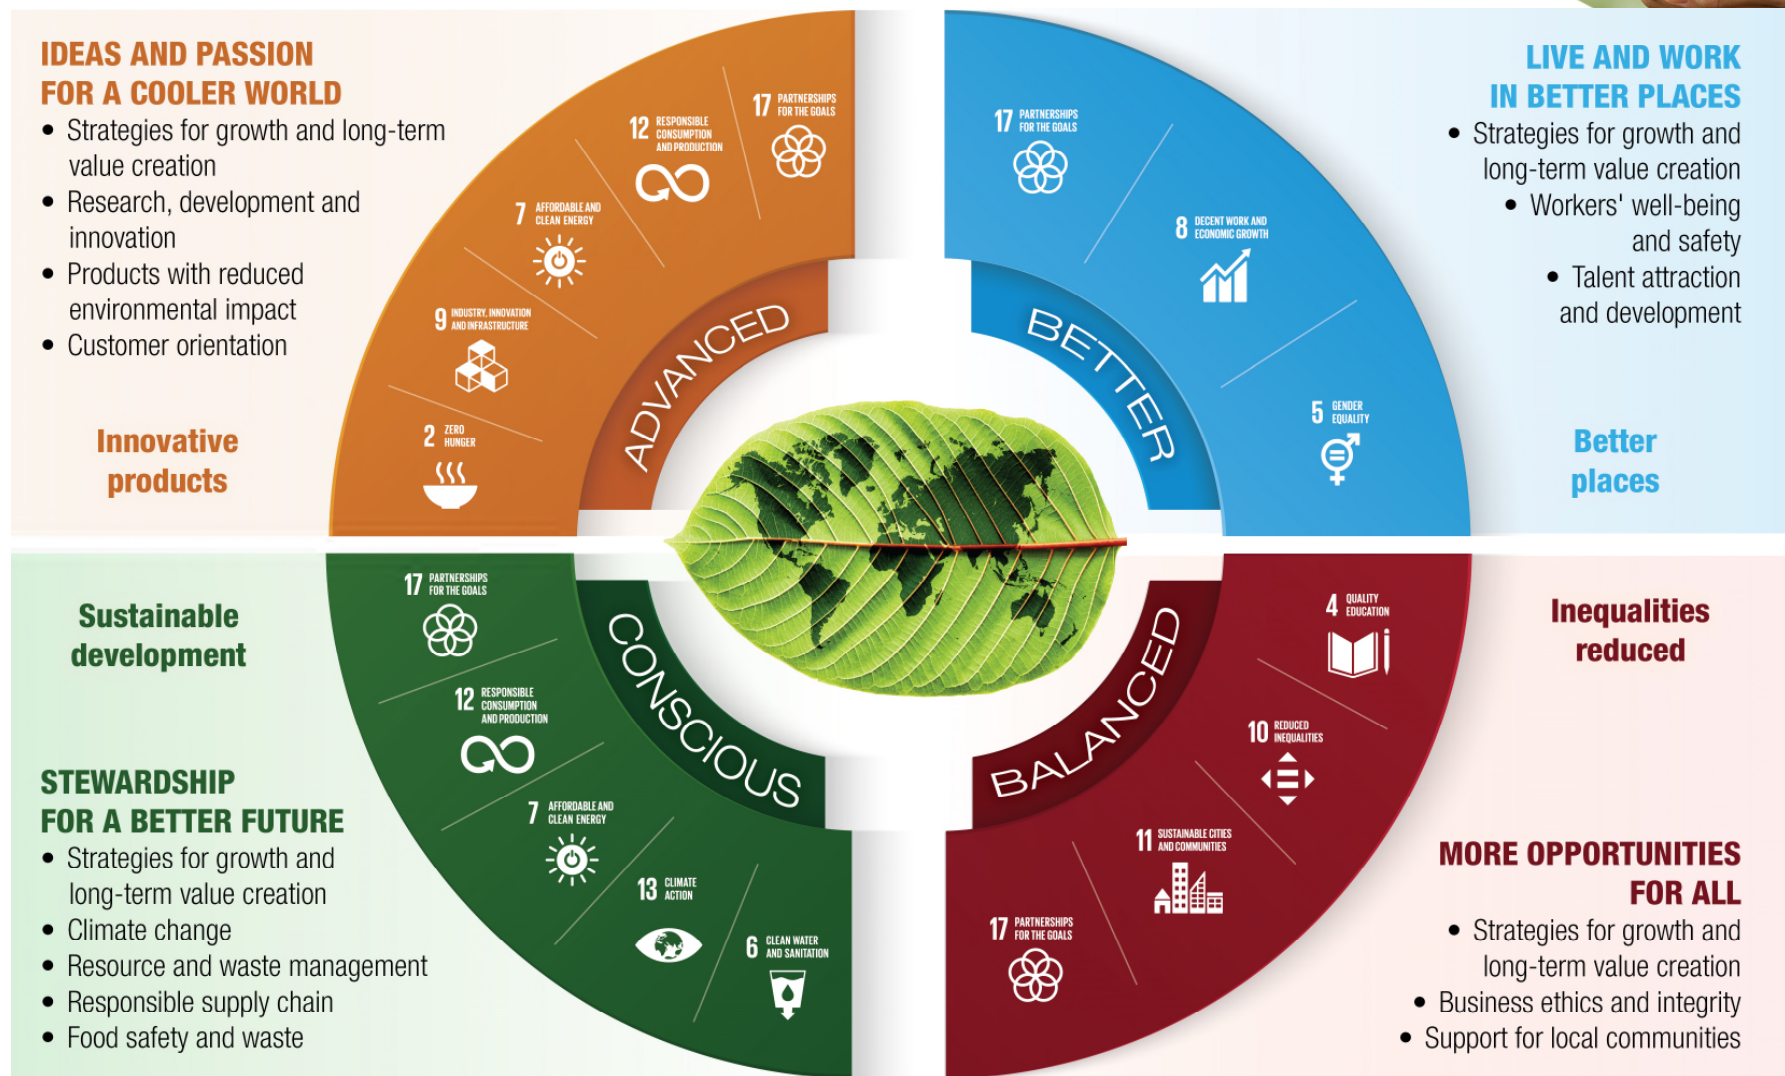 IDEAS AND PASSION
FOR A COOLER WORLD
• Strategies for growth and long-term
value creation
• Research, development and
innovation
• Products with reduced
environmental impact
• Customer orientation
Innovative
products
17 PARTNERSHIPS
FOR THE GOALS
12 RESPONSIBLE
CONSUMPTION
AND PRODUCTION
7 AFFORDABLE AND
CLEAN ENERGY
9 INDUSTRY, INNOVATION
AND INFRASTRUCTURE
2 ZERO
HUNGER
ADVANCED
LIVE AND WORK
IN BETTER PLACES
• Strategies for growth and
long-term value creation
• Workers' well-being
and safety
• Talent attraction
and development
Better
places
17 PARTNERSHIPS
FOR THE GOALS
8 DECENT WORK AND
ECONOMIC GROWTH
5 GENDER
EQUALITY
BETTER
Sustainable
development
STEWARDSHIP
FOR A BETTER FUTURE
• Strategies for growth and
long-term value creation
• Climate change
• Resource and waste management
• Responsible supply chain
• Food safety and waste
17 PARTNERSHIPS
FOR THE GOALS
12 RESPONSIBLE
CONSUMPTION
AND PRODUCTION
7 AFFORDABLE AND
CLEAN ENERGY
13 CLIMATE
ACTION
6 CLEAN WATER
AND SANITATION
CONSCIOUS
4 QUALITY
EDUCATION
10 REDUCED
INEQUALITIES
11 SUSTAINABLE CITIES
AND COMMUNITIES
17 PARTNERSHIPS
FOR THE GOALS
BALANCED
Inequalities
reduced
MORE OPPORTUNITIES
FOR ALL
• Strategies for growth and
long-term value creation
• Business ethics and integrity
• Support for local communities